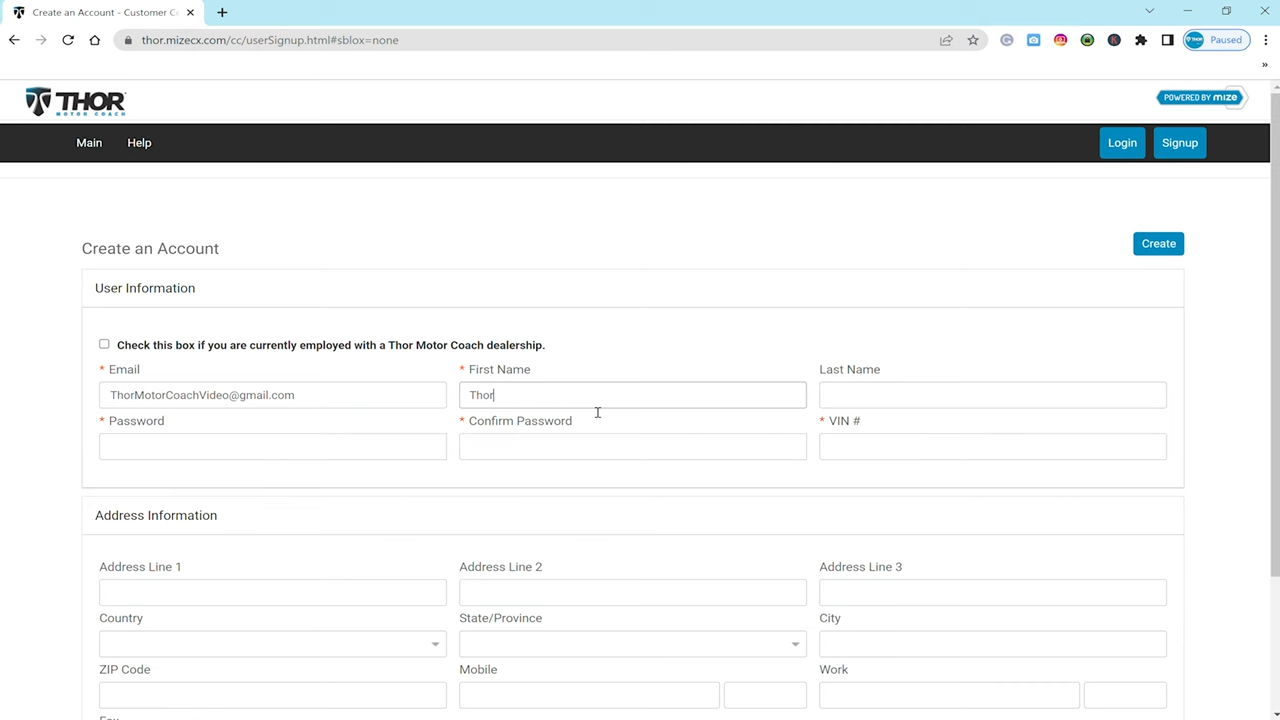 Create an Account - Customer C
thor.mizecx.com/cc/userSignup.html#sblox=none
THOR
Paused
»
THOR
MOTOR COACH
POWERED BY mize
Main
Help
Login
Signup
Create an Account
Create
User Information
Check this box if you are currently employed with a Thor Motor Coach dealership.
* Email
* First Name
Last Name
ThorMotorCoachVideo@gmail.com
Thor
* Password
* Confirm Password
* VIN #
Address Information
Address Line 1
Address Line 2
Address Line 3
Country
State/Province
City
ZIP Code
Mobile
Work